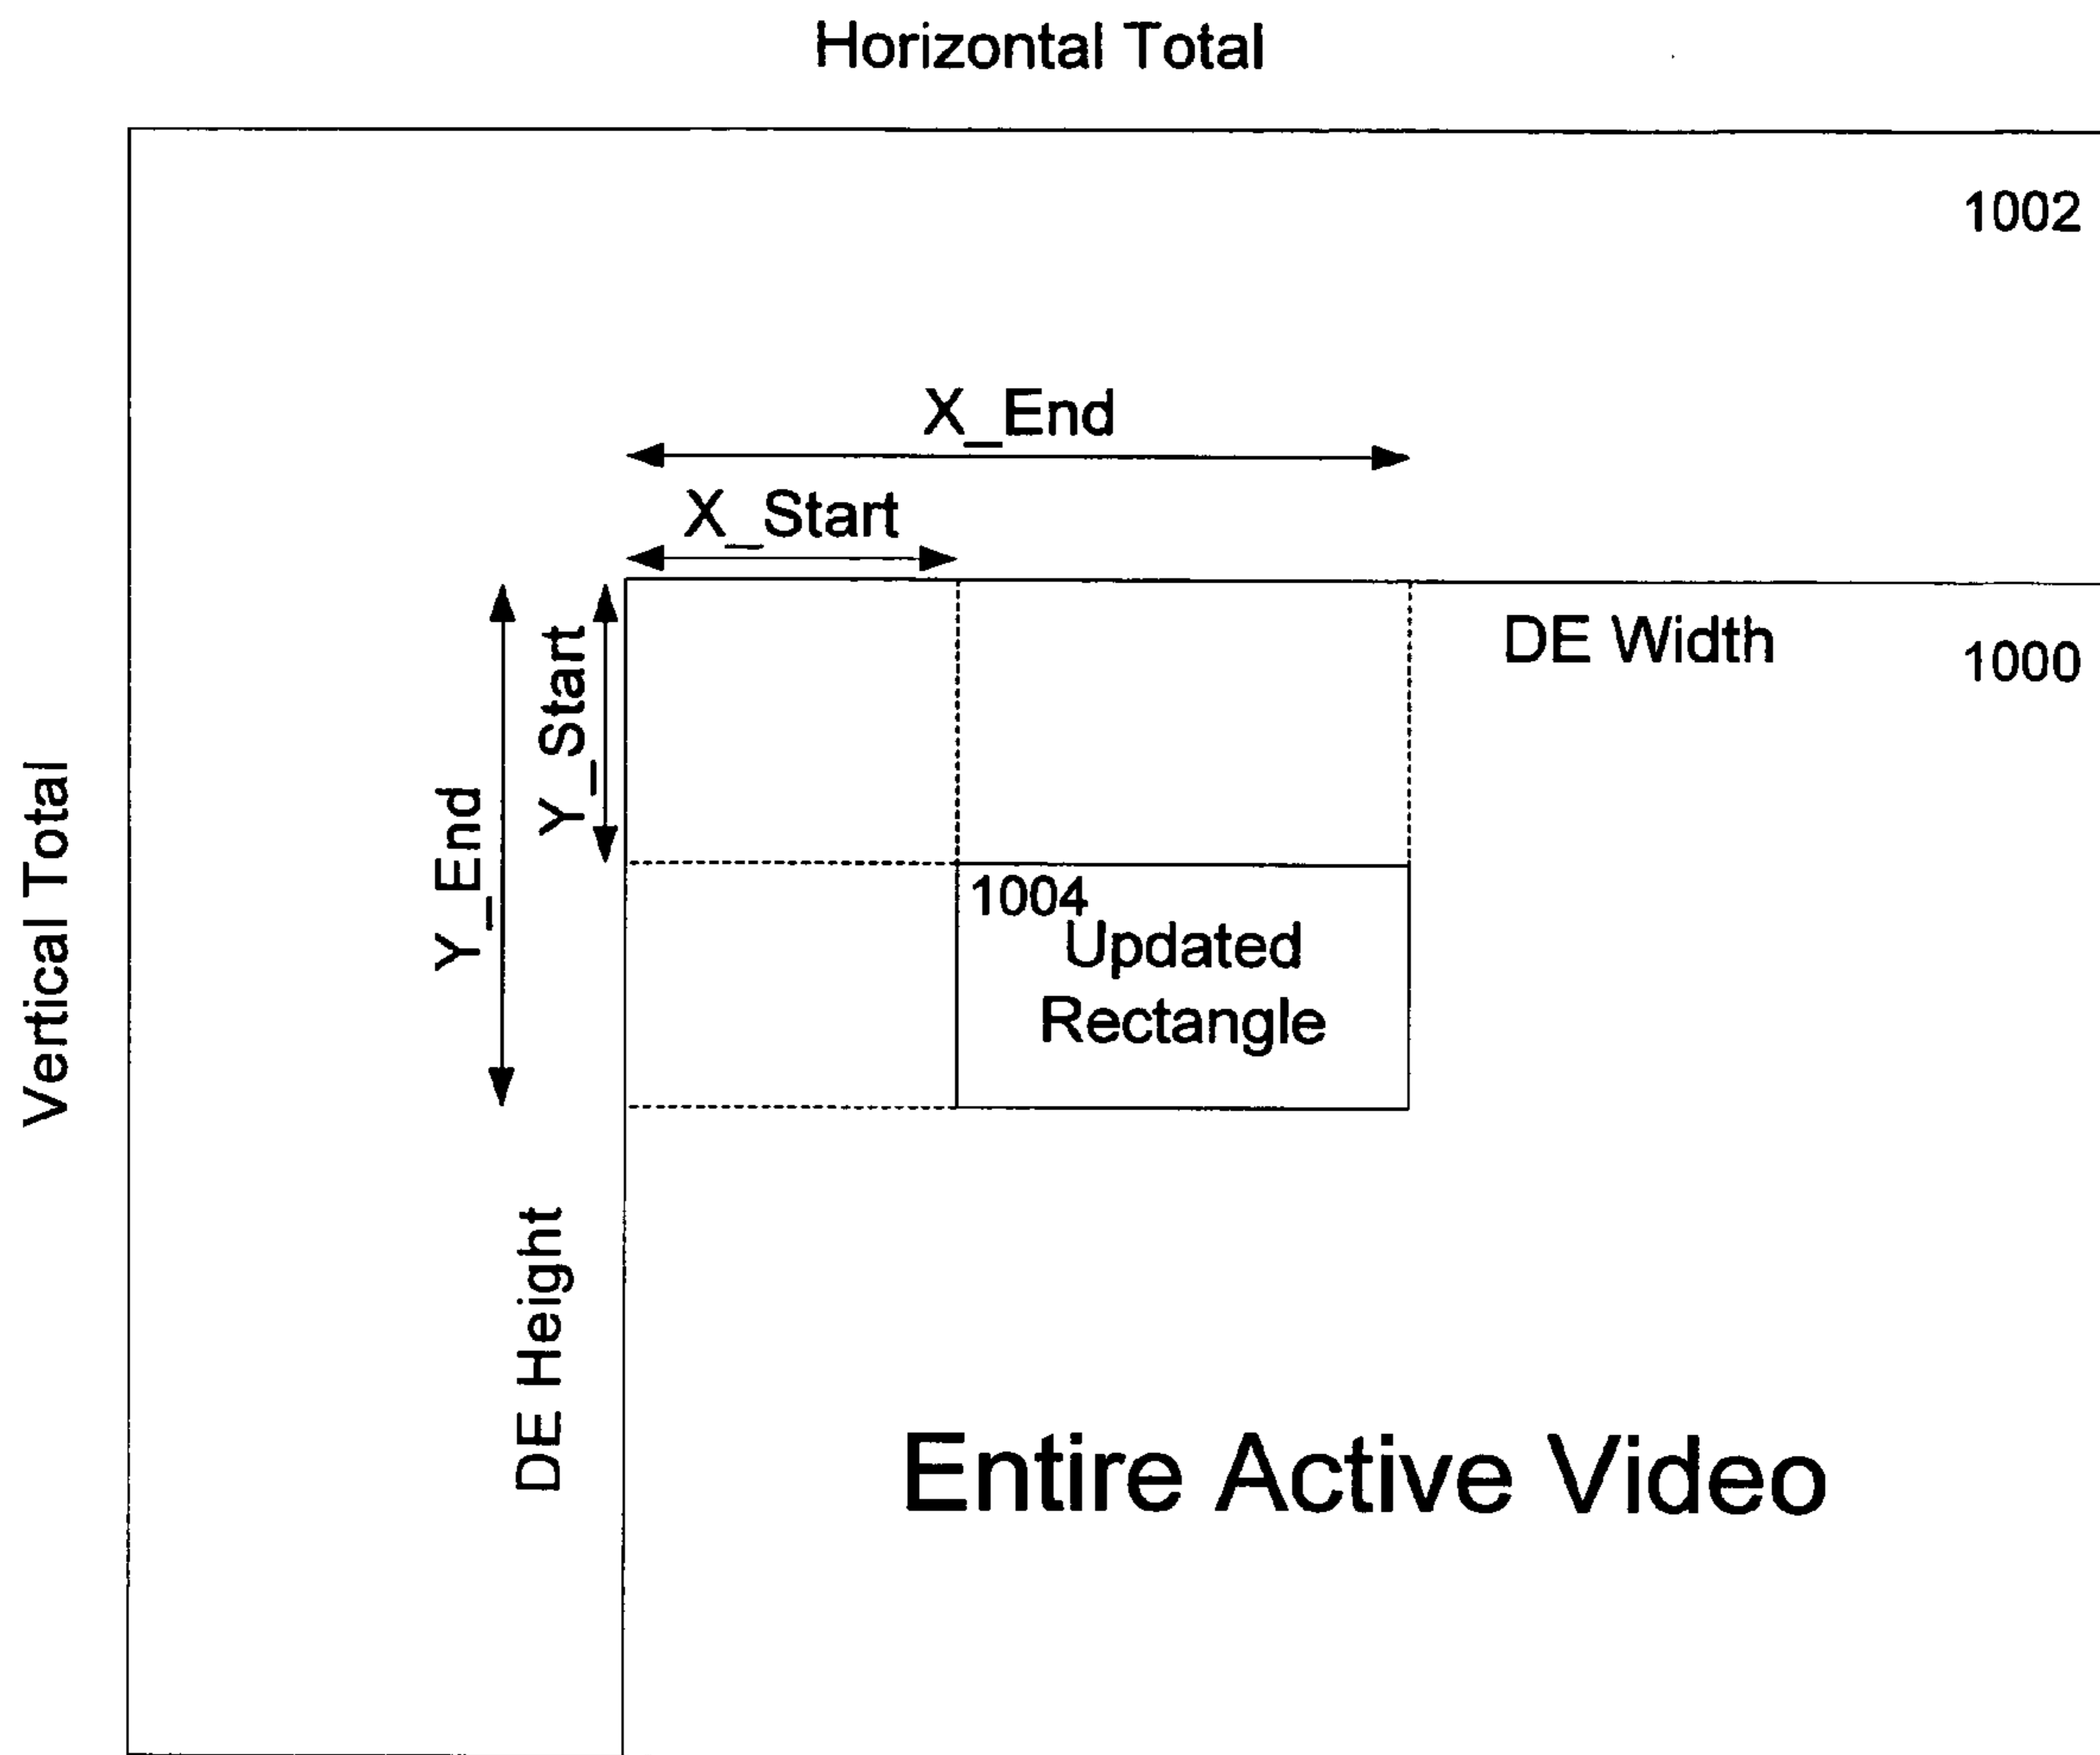 Horizontal Total
1002
X_End
X_Start
DE Width
1000
Y_Start
Y_End
Vertical Total
1004
Updated
Rectangle
DE Height
Entire Active Video